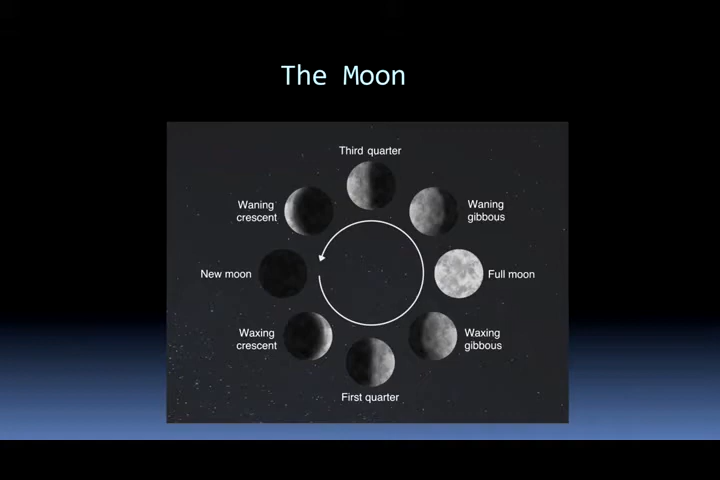 The Moon
Third quarter
Waning
crescent
Waning
gibbous
New moon
Full moon
Waxing
crescent
Waxing
gibbous
First quarter